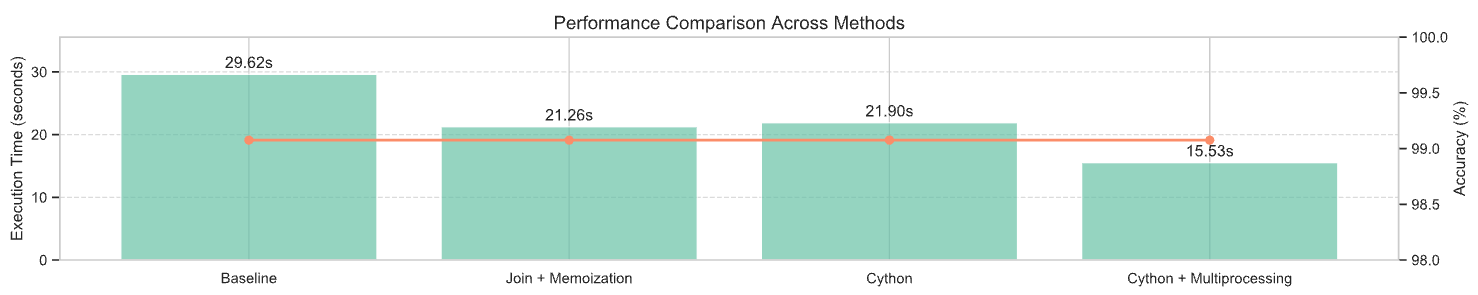 Performance Comparison Across Methods
Execution Time (seconds)
30
20
10
0
29.62s
21.26s
21.90s
15.53s
100.0
99.5
99.0
98.5
98.0
Accuracy (%)
Baseline
Join + Memoization
Cython
Cython + Multiprocessing